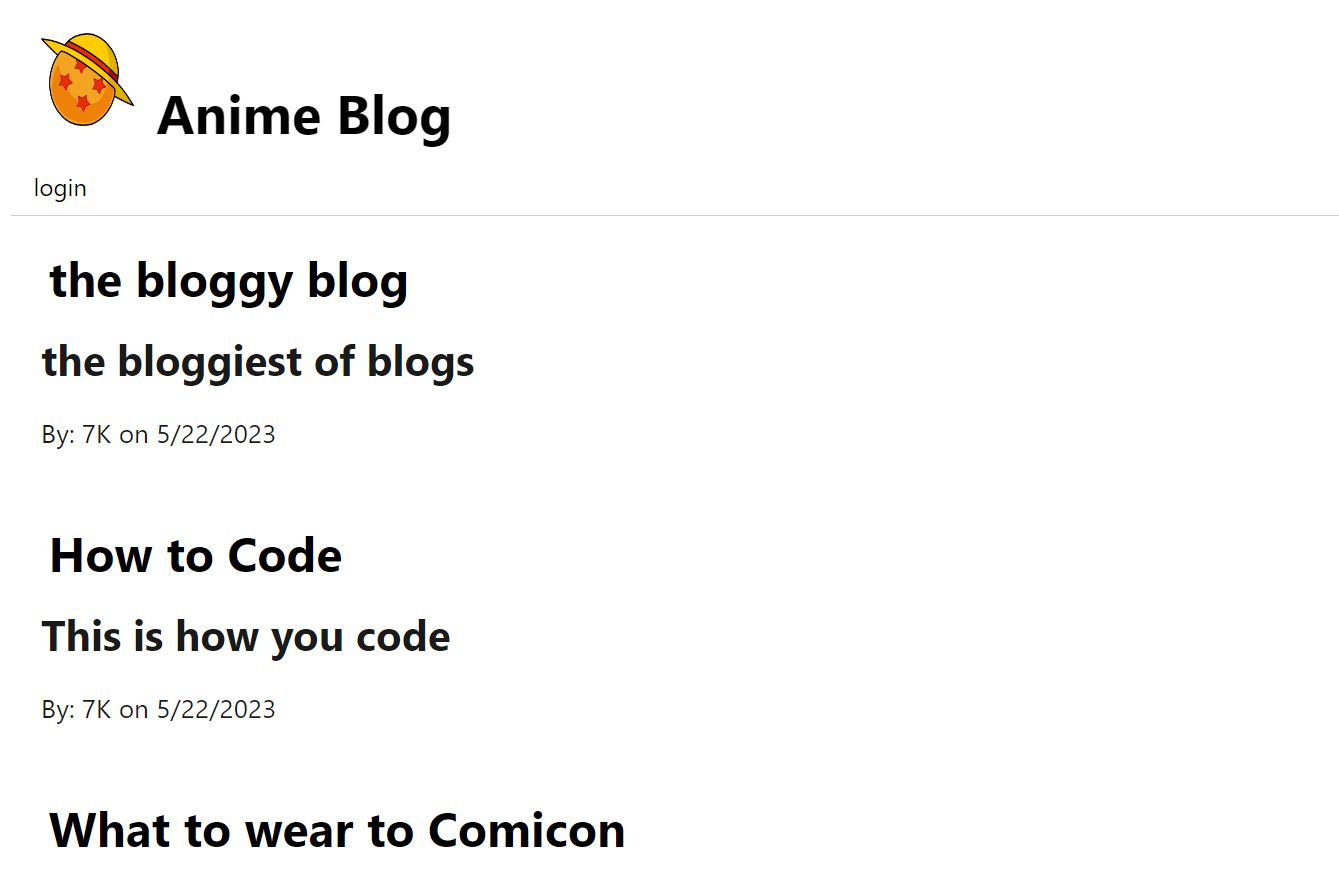 Anime Blog
login
the bloggy blog
the bloggiest of blogs
By: 7K on 5/22/2023
How to Code
This is how you code
By: 7K on 5/22/2023
What to wear to Comicon